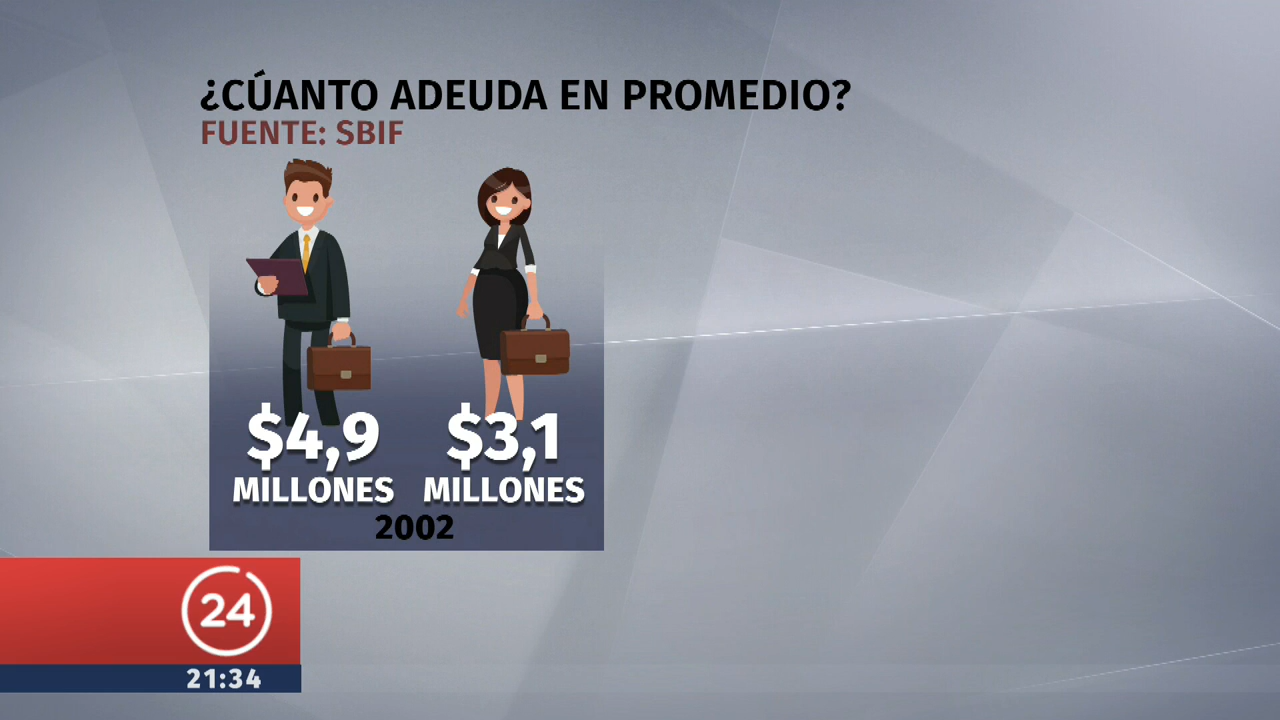 ¿CÚANTO ADEUDA EN PROMEDIO?
FUENTE: SBIF
$4,9 $3,1
MILLONES MILLONES
2002
24
21:34